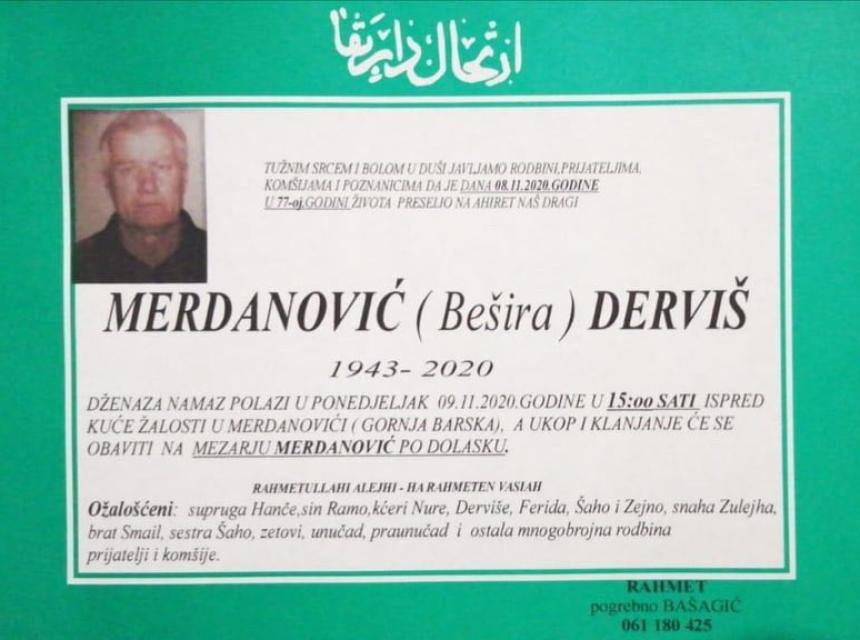 TUŽNIM SRCEM I BOLOM U DUŠI JAVLJAMO RODBINI,PRIJATELJIMA,
KOMŠIJAMA I POZNANICIMA DA JE DANA 08.11.2020.GODINE
U 77-oj.GODINI ŽIVOTA PRESELIO NA AHIRET NAŠ DRAGI
MERDANOVIĆ ( Bešira ) DERVIŠ
1943- 2020
DŽENAZA NAMAZ POLAZI U PONEDJELJAK 09.11.2020.GODINE U 15:oo SATI ISPRED
KUĆE ŽALOSTI U MERDANOVIĆI ( GORNJA BARSKA), A UKOP I KLANJANJE ĆE SE
OBAVITI NA MEZARJU MERDANOVIĆ PO DOLASKU.
RAHMETULLAHI ALEJHI - HA RAHMETEN VASIAH
Ožalošćeni: supruga Hanče,sin Ramo,kćeri Nure, Derviše, Ferida, Šaho i Zejno, snaha Zulejha,
brat Smail, sestra Šaho, zetovi, unučad, praunučad i ostala mnogobrojna rodbina
prijatelji i komšije.
RAHMET
pogrebno BAŠAGIĆ
061 180 425